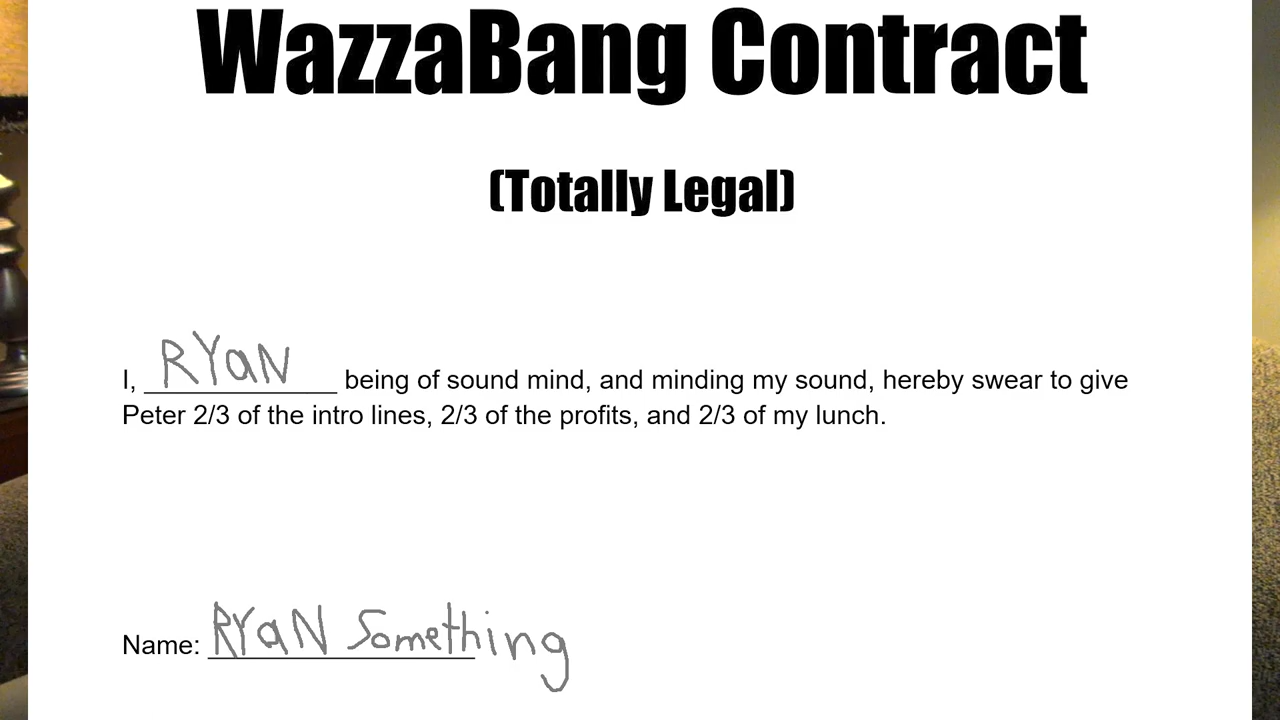 WazzaBang Contract
(Totally Legal)
I, RYaN being of sound mind, and minding my sound, hereby swear to give
Peter 2/3 of the intro lines, 2/3 of the profits, and 2/3 of my lunch.
Name: RYaN Something